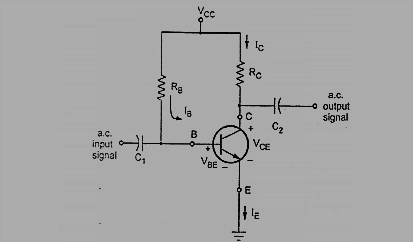 VCC
IC
RB
RC
IB
a.c.
output
signal
C
C2
a.c.
input
signal
C1
B
+
VCE
VBE
E
IE